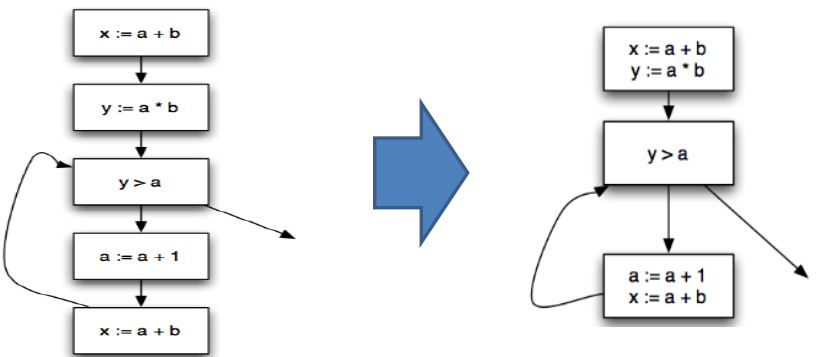 x := a + b
y := a * b
y > a
a := a + 1
x := a + b
x := a + b
y := a * b
y > a
a := a + 1
x := a + b